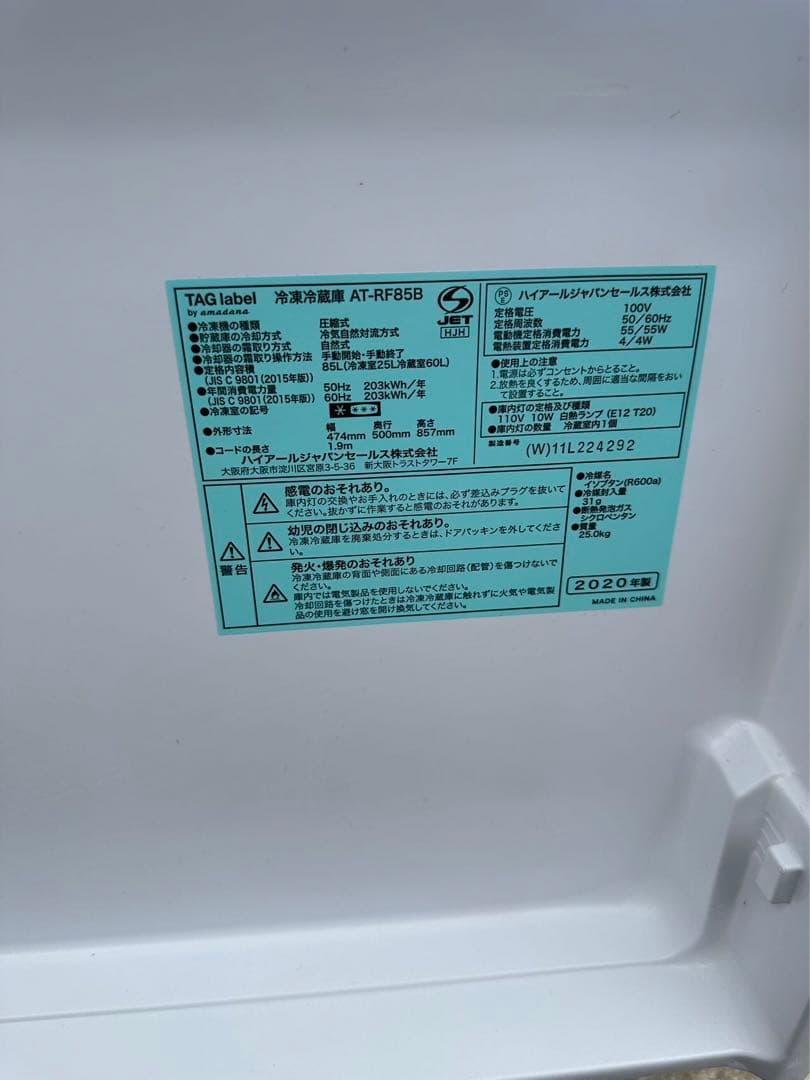 TAG label 冷凍冷蔵庫 AT-RF85B
by amadana
JET
HJH
●冷凍機の種類 圧縮式
●貯蔵庫の冷却方式 冷気自然対流方式
●冷却器の霜取り方式 自然式
●冷却器の霜取り操作方法 手動開始・手動終了
●定格内容積 85L(冷凍室25L冷蔵室60L)
(JIS C 9801(2015年版))
●年間消費電力量 50Hz 203kWh/年
(JIS C 9801(2015年版)) 60Hz 203kWh/年
●冷凍室の記号
幅 奥行 高さ
●外形寸法 474mm 500mm 857mm
●コードの長さ 1.9m
ハイアールジャパンセールス株式会社
大阪府大阪市淀川区宮原3-5-36 新大阪トラストタワー7F
PS
E
ハイアールジャパンセールス株式会社
定格電圧 100V
定格周波数 50/60Hz
電動機定格消費電力 55/55W
電熱装置定格消費電力 4/4W
●使用上の注意
1.電源は必ずコンセントからとること。
2.放熱を良くするため、周囲に適当な間隔をおい
て設置すること。
●庫内灯の定格及び種類
110V 10W 白熱ランプ (E12 T20)
●庫内灯の数量 冷蔵室内1個
製造番号 (W)11L224292
警告
感電のおそれあり。
庫内灯の交換やお手入れのときには、必ず差込みプラグを抜いて
ください。抜かずに作業すると感電のおそれがあります。
幼児の閉じ込みのおそれあり。
冷凍冷蔵庫を廃棄処分するときは、ドアパッキンを外してくださ
い。
発火・爆発のおそれあり
冷凍冷蔵庫の背面や側面にある冷却回路(配管)を傷つけないで
ください。
庫内では電気製品を使用しないでください。
冷却回路を傷つけたときは冷凍冷蔵庫に触れずに火気や電気製
品の使用を避け窓を開け換気してください。
●冷媒名
イソブタン(R600a)
●冷媒封入量
31g
●断熱発泡ガス
シクロペンタン
●質量
25.0kg
2020年製
MADE IN CHINA